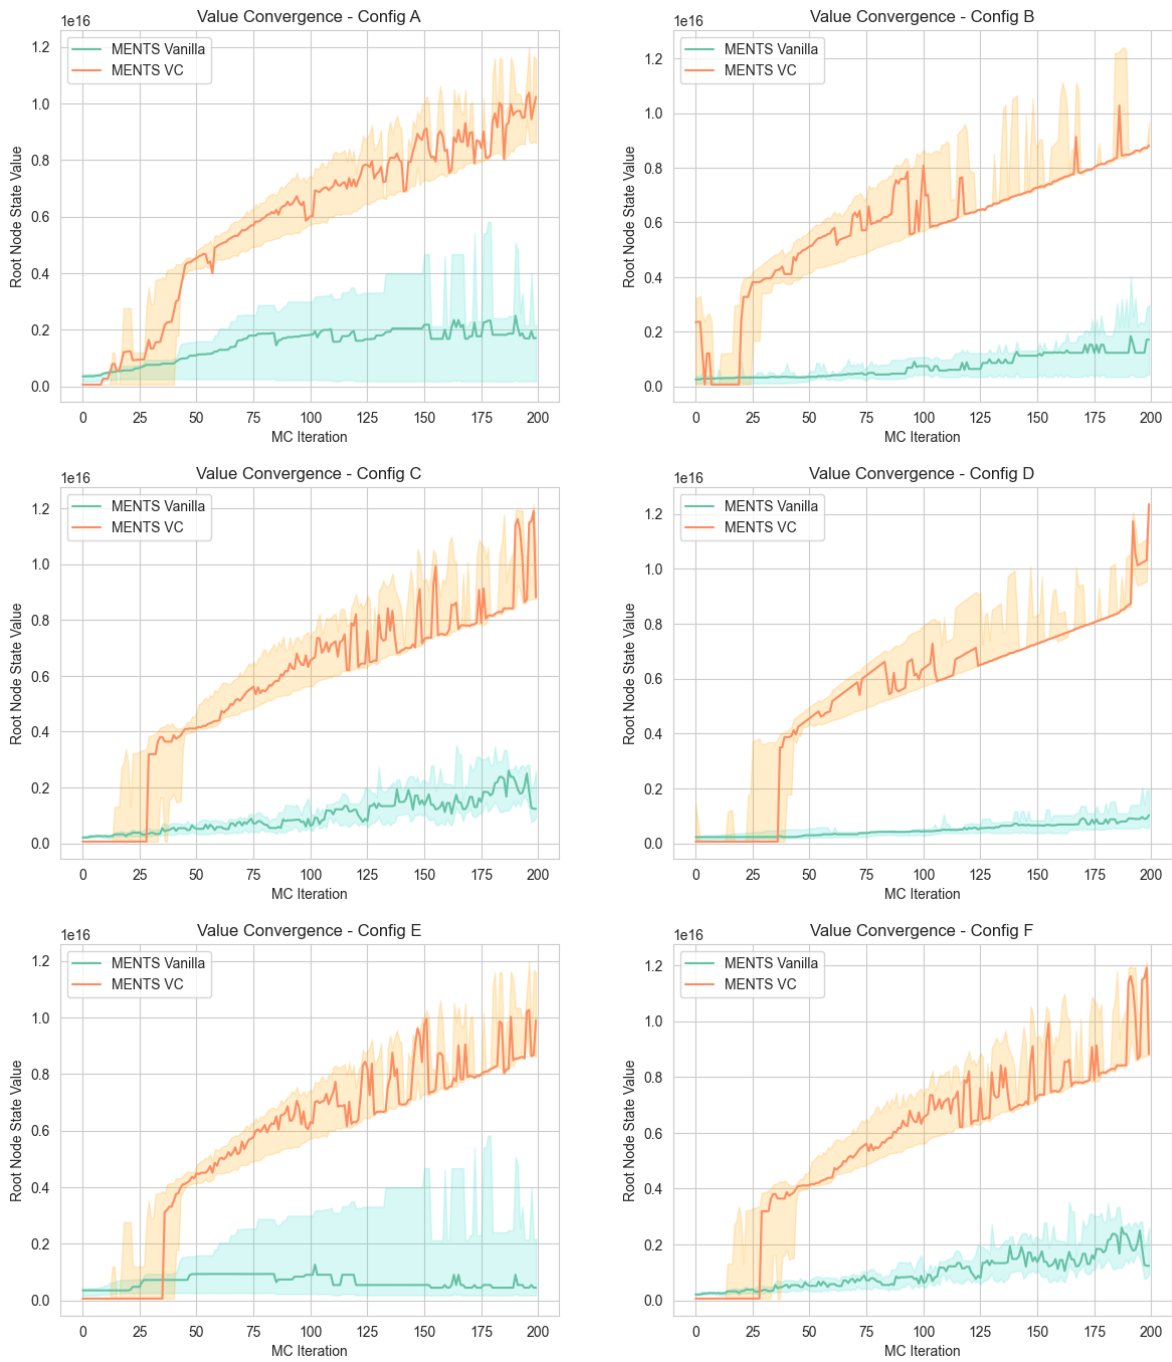 Value Convergence - Config A
1e16
MENTS Vanilla
MENTS VC
1.2
1.0
0.8
0.6
0.4
0.2
0.0
Root Node State Value
0 25 50 75 100 125 150 175 200
MC Iteration
Value Convergence - Config B
1e16
MENTS Vanilla
MENTS VC
1.2
1.0
0.8
0.6
0.4
0.2
0.0
Root Node State Value
0 25 50 75 100 125 150 175 200
MC Iteration
Value Convergence - Config C
1e16
MENTS Vanilla
MENTS VC
1.2
1.0
0.8
0.6
0.4
0.2
0.0
Root Node State Value
0 25 50 75 100 125 150 175 200
MC Iteration
Value Convergence - Config D
1e16
MENTS Vanilla
MENTS VC
1.2
1.0
0.8
0.6
0.4
0.2
0.0
Root Node State Value
0 25 50 75 100 125 150 175 200
MC Iteration
Value Convergence - Config E
1e16
MENTS Vanilla
MENTS VC
1.2
1.0
0.8
0.6
0.4
0.2
0.0
Root Node State Value
0 25 50 75 100 125 150 175 200
MC Iteration
Value Convergence - Config F
1e16
MENTS Vanilla
MENTS VC
1.2
1.0
0.8
0.6
0.4
0.2
0.0
Root Node State Value
0 25 50 75 100 125 150 175 200
MC Iteration